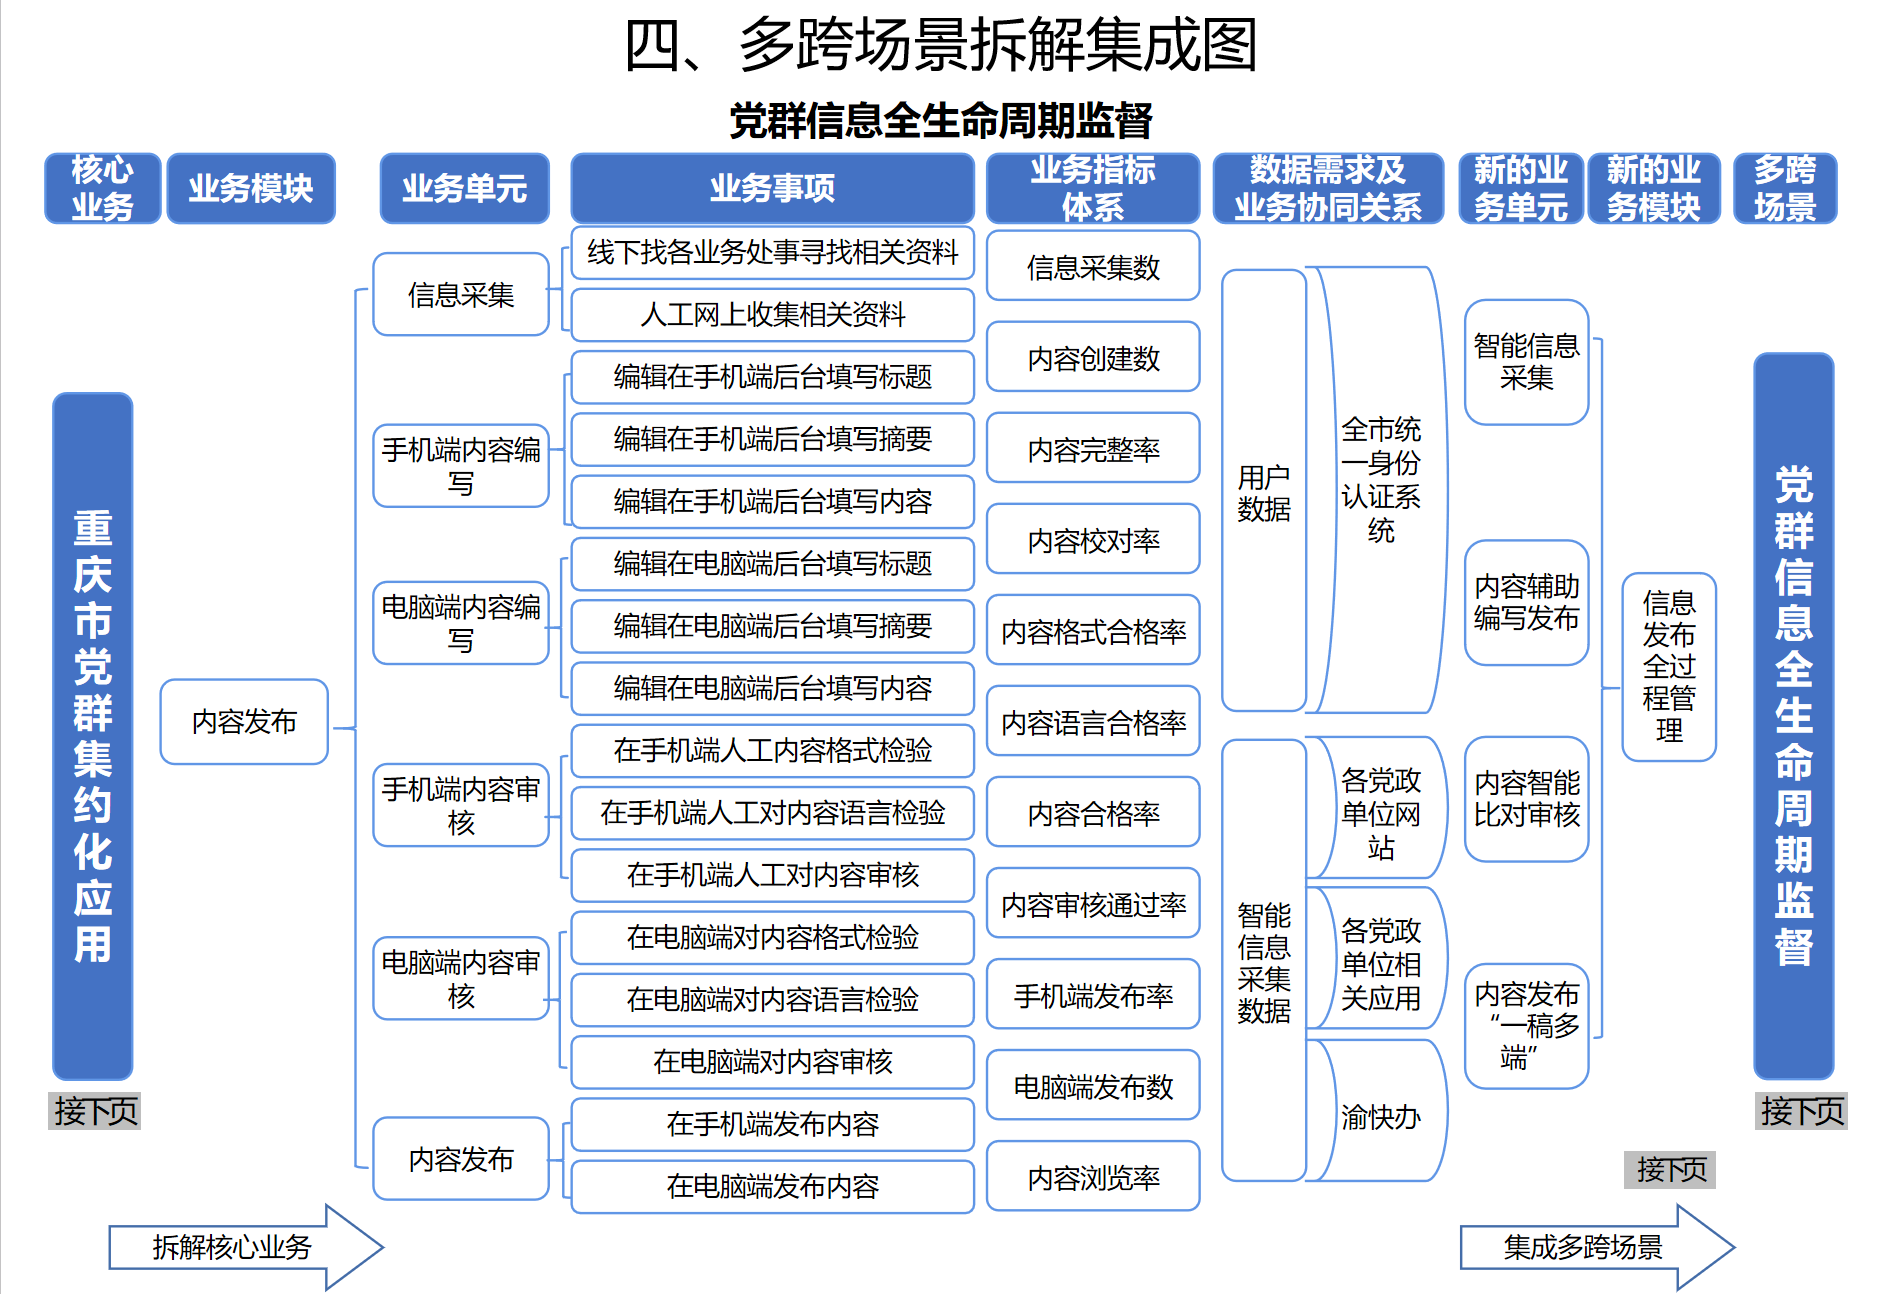 四、多跨场景拆解集成图
党群信息全生命周期监督
核心
业务
业务模块
业务单元
业务事项
业务指标
体系
数据需求及
业务协同关系
新的业
务单元
新的业
务模块
多跨
场景
重庆市党群集约化应用
接下页
内容发布
信息采集
手机端内容编
写
电脑端内容编
写
手机端内容审
核
电脑端内容审
核
内容发布
线下找各业务处事寻找相关资料
人工网上收集相关资料
编辑在手机端后台填写标题
编辑在手机端后台填写摘要
编辑在手机端后台填写内容
编辑在电脑端后台填写标题
编辑在电脑端后台填写摘要
编辑在电脑端后台填写内容
在手机端人工内容格式检验
在手机端人工对内容语言检验
在手机端人工对内容审核
在电脑端对内容格式检验
在电脑端对内容语言检验
在电脑端对内容审核
在手机端发布内容
在电脑端发布内容
信息采集数
内容创建数
内容完整率
内容校对率
内容格式合格率
内容语言合格率
内容合格率
内容审核通过率
手机端发布率
电脑端发布数
内容浏览率
用户
数据
智能
信息
采集
数据
全市统
一身份
认证系
统
各党政
单位网
站
各党政
单位相
关应用
渝快办
智能信息
采集
内容辅助
编写发布
内容智能
比对审核
内容发布
“一稿多
端”
信息
发布
全过
程管
理
接下页
党群信息全生命周期监督
接下页
拆解核心业务
集成多跨场景